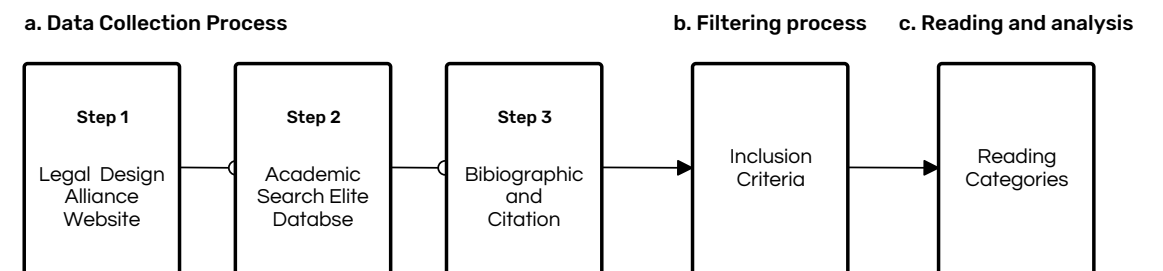 a. Data Collection Process
b. Filtering process
c. Reading and analysis
Step 1
Legal Design
Alliance
Website
Step 2
Academic
Search Elite
Databse
Step 3
Bibiographic
and
Citation
Inclusion
Criteria
Reading
Categories